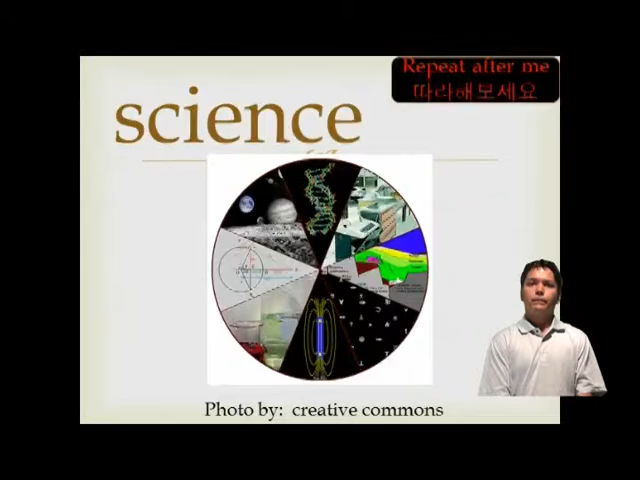 Repeat after me
따라해보세요
science
Photo by: creative commons